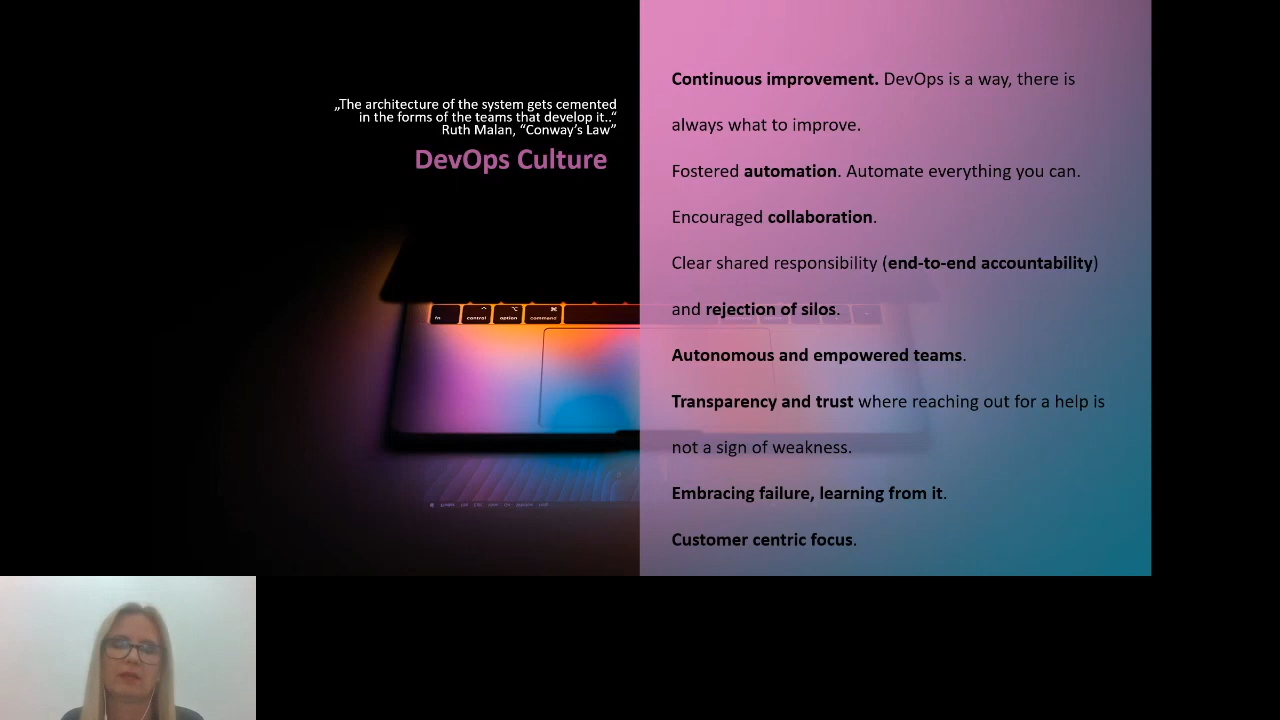 „The architecture of the system gets cemented
in the forms of the teams that develop it..“
Ruth Malan, “Conway’s Law”
DevOps Culture
fn
control
option
command
Continuous improvement. DevOps is a way, there is
always what to improve.
Fostered automation. Automate everything you can.
Encouraged collaboration.
Clear shared responsibility (end-to-end accountability)
and rejection of silos.
Autonomous and empowered teams.
Transparency and trust where reaching out for a help is
not a sign of weakness.
Embracing failure, learning from it.
Customer centric focus.